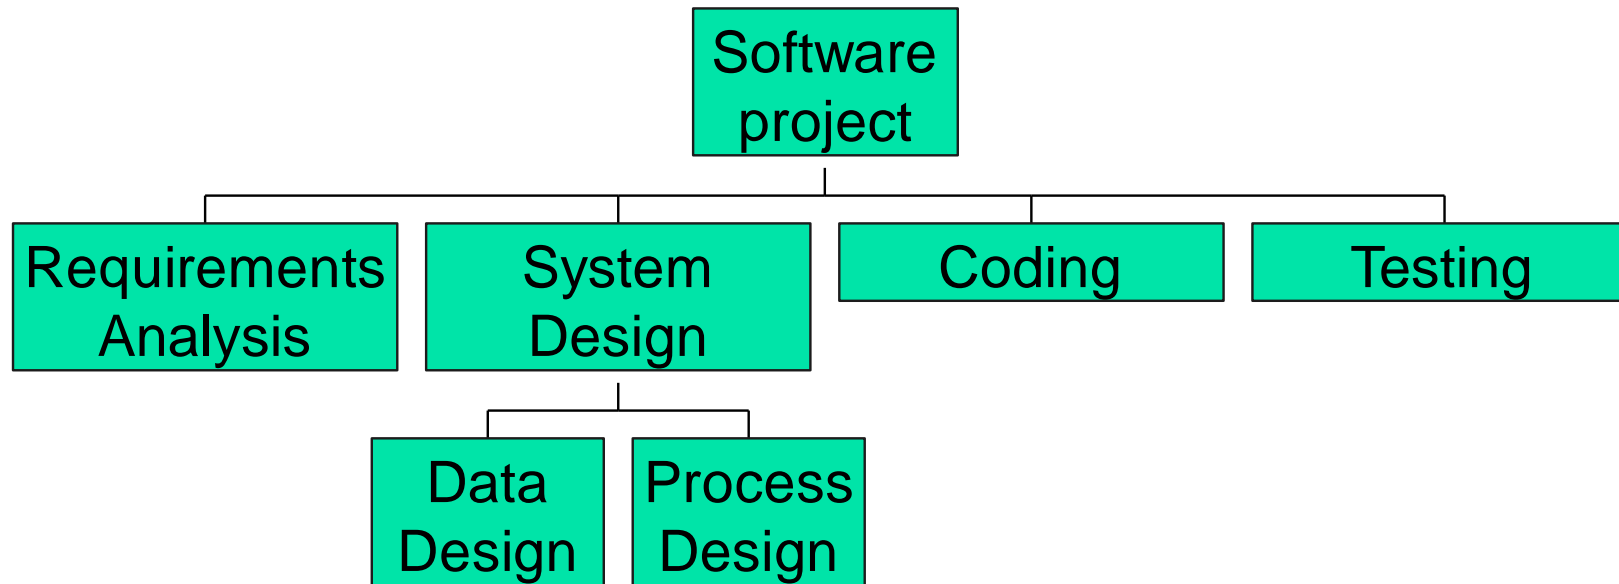 Software
project
Requirements
Analysis
System
Design
Coding
Testing
Data
Design
Process
Design